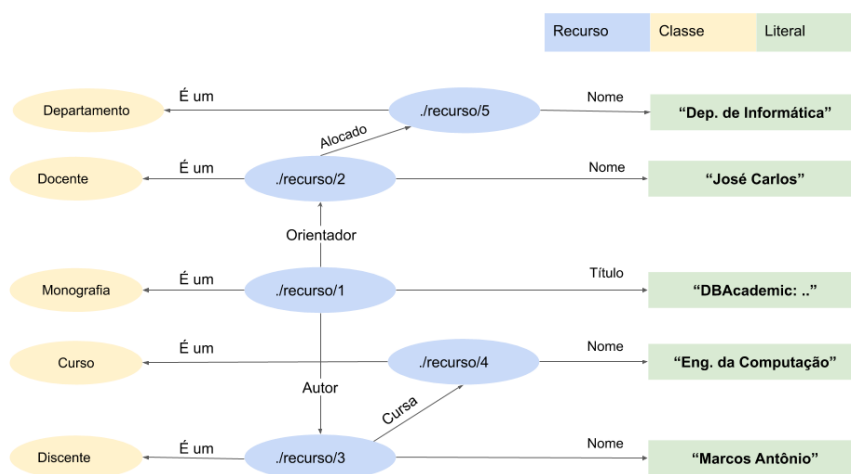 Recurso Classe Literal
É um Nome
Departamento ./recurso/5 “Dep. de Informática”
Alocado
É um Nome
Docente ./recurso/2 “José Carlos”
Orientador
É um Título
Monografia ./recurso/1 “DBAcademic: ..”
É um Nome
Curso ./recurso/4 “Eng. da Computação”
Autor
Cursa
É um Nome
Discente ./recurso/3 “Marcos Antônio”